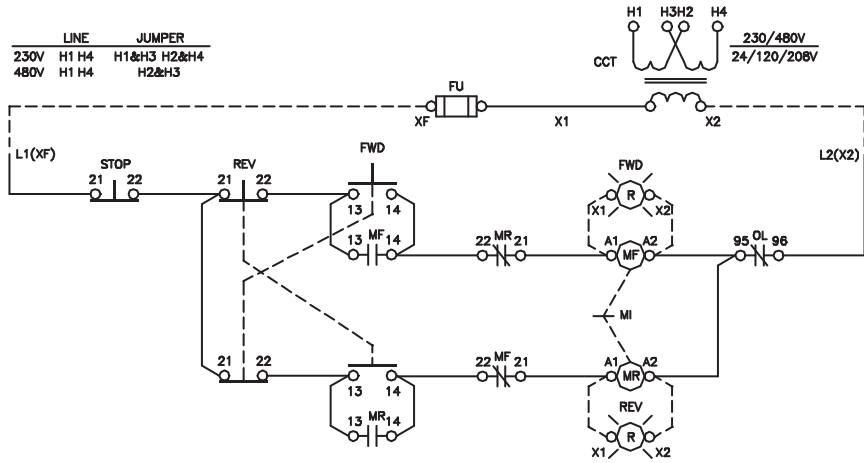 H1 H3 H2 H4
LINE JUMPER
230V H1 H4 H1&H3 H2&H4
480V H1 H4 H2&H3
CCT
230/480V
24/120/208V
FU
XF X1 X2
L1(XF)
L2(X2)
STOP REV FWD FWD
21 22 21 22 13 14
R
X1 X2
13 MF 14
22 MR 21
A1 MF A2
95 OL 96
MI
21 22 13 14
22 MF 21
A1 MR A2
13 MR 14
REV
R
X1 X2